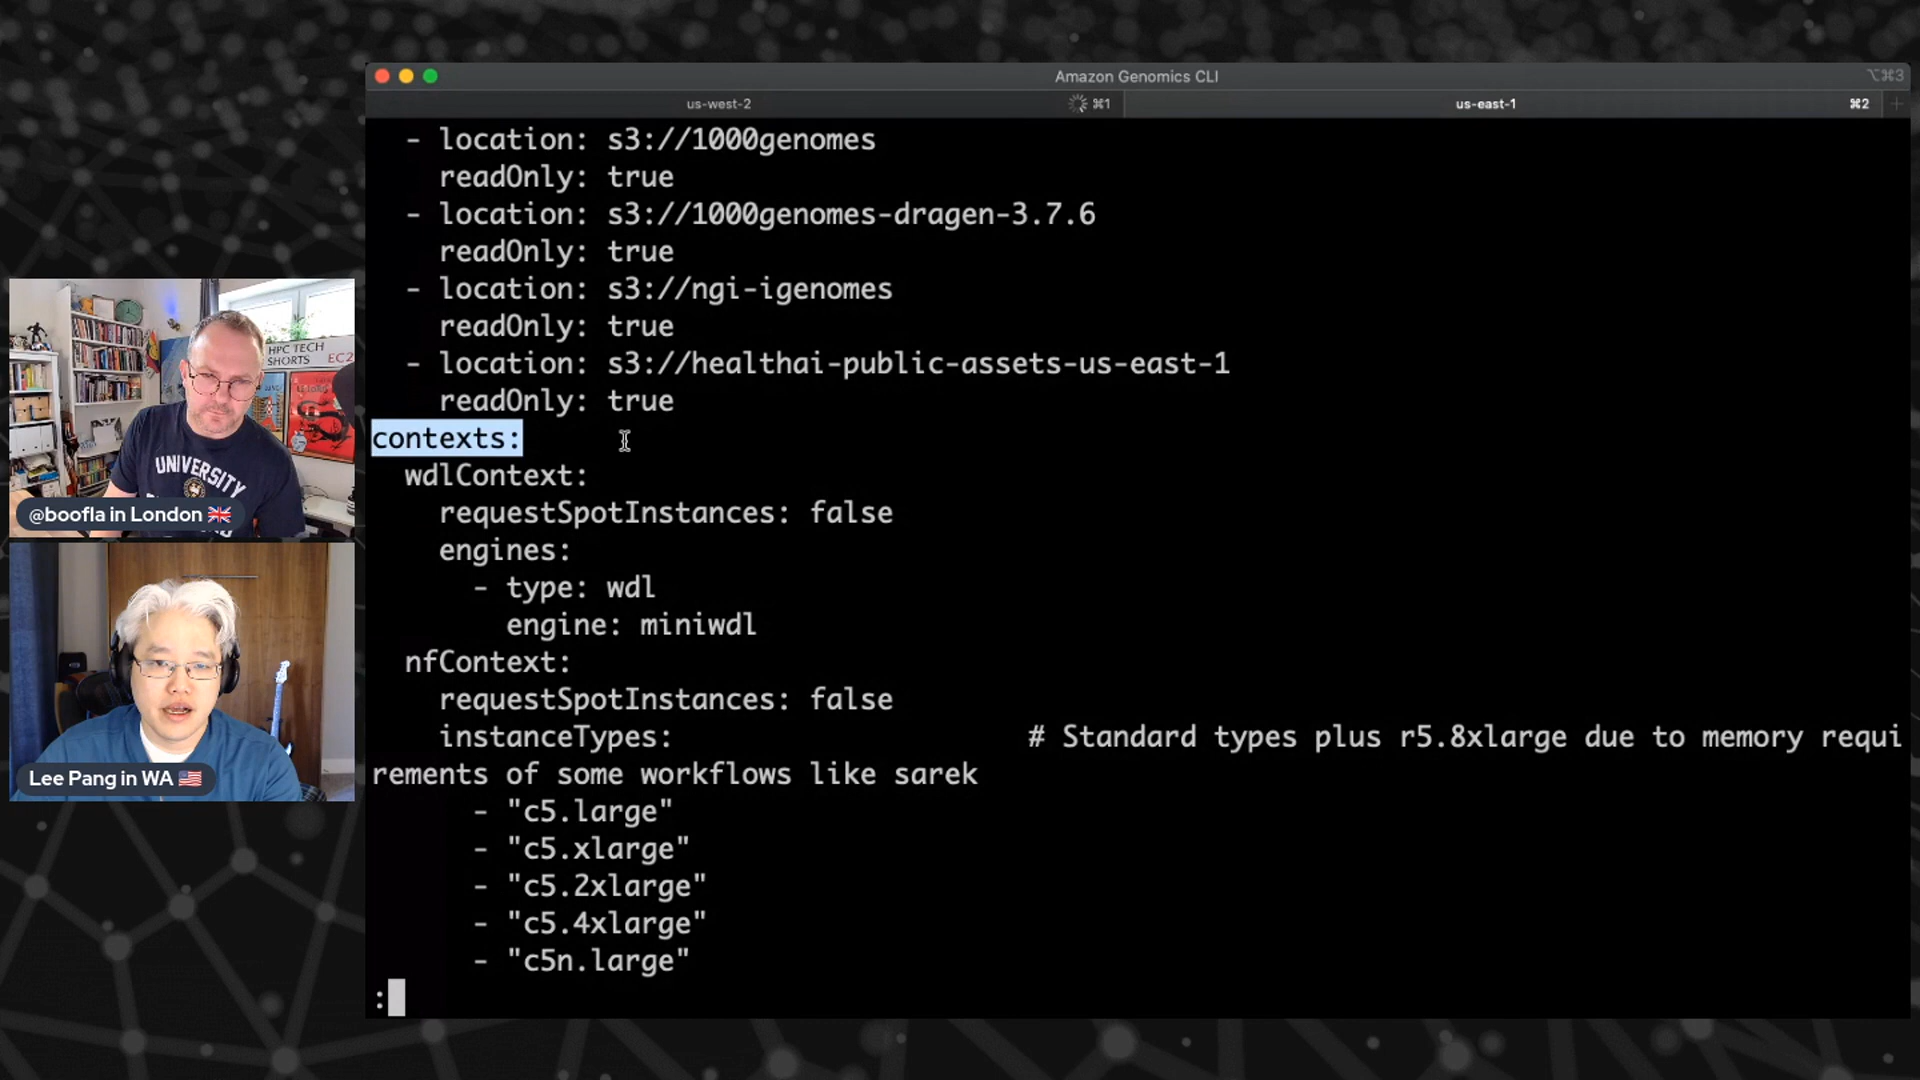 Amazon Genomics CLI
⌥⌘3
us-west-2
⌘1
us-east-1
⌘2
- location: s3://1000genomes
readOnly: true
- location: s3://1000genomes-dragen-3.7.6
readOnly: true
- location: s3://ngi-igenomes
readOnly: true
- location: s3://healthai-public-assets-us-east-1
readOnly: true
contexts:
wdlContext:
requestSpotInstances: false
engines:
- type: wdl
engine: miniwdl
nfContext:
requestSpotInstances: false
instanceTypes: # Standard types plus r5.8xlarge due to memory requi
rements of some workflows like sarek
- "c5.large"
- "c5.xlarge"
- "c5.2xlarge"
- "c5.4xlarge"
- "c5n.large"
:
HPC TECH
SHORTS EC2
UNIVERSITY
@boofla in London
Lee Pang in WA